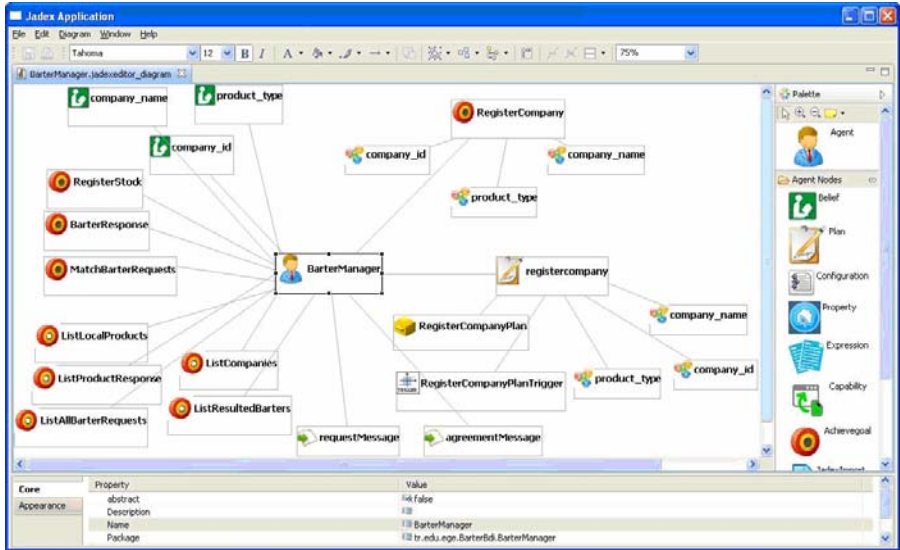 Jadex Application
File Edit Diagram Window Help
Tahoma 12 B I A 75%
BarterManager.jadexeditor_diagram
company_name
product_type
company_id
RegisterStock
BarterResponse
MatchBarterRequests
BarterManager
ListLocalProducts
ListProductResponse
ListAllBarterRequests
ListCompanies
ListResultedBarters
requestMessage
agreementMessage
RegisterCompany
company_id
company_name
product_type
registercompany
RegisterCompanyPlan
RegisterCompanyPlanTrigger
product_type
company_id
company_name
Palette
Agent
Agent Nodes
Belief
Plan
Configuration
Property
Expression
Capability
Achievegoal
JadexImport
Core
Appearance
Property Value
abstract false
Description
Name BarterManager
Package tr.edu.ege.BarterBdi.BarterManager